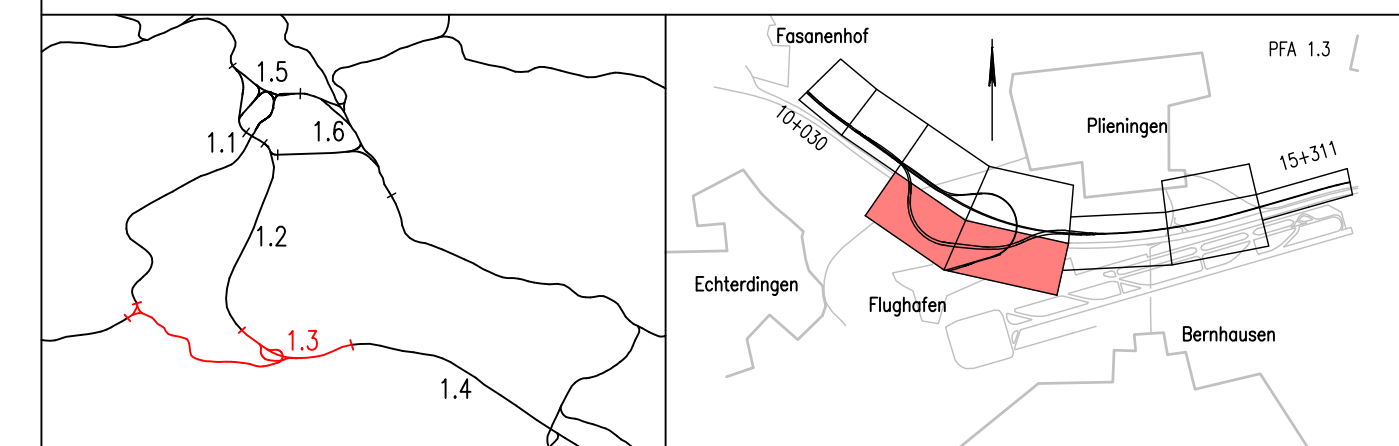 1.5
1.1
1.6
1.2
1.3
1.4
Fasanenhof
PFA 1.3
10+030
Plieningen
15+311
Echterdingen
Flughafen
Bernhausen